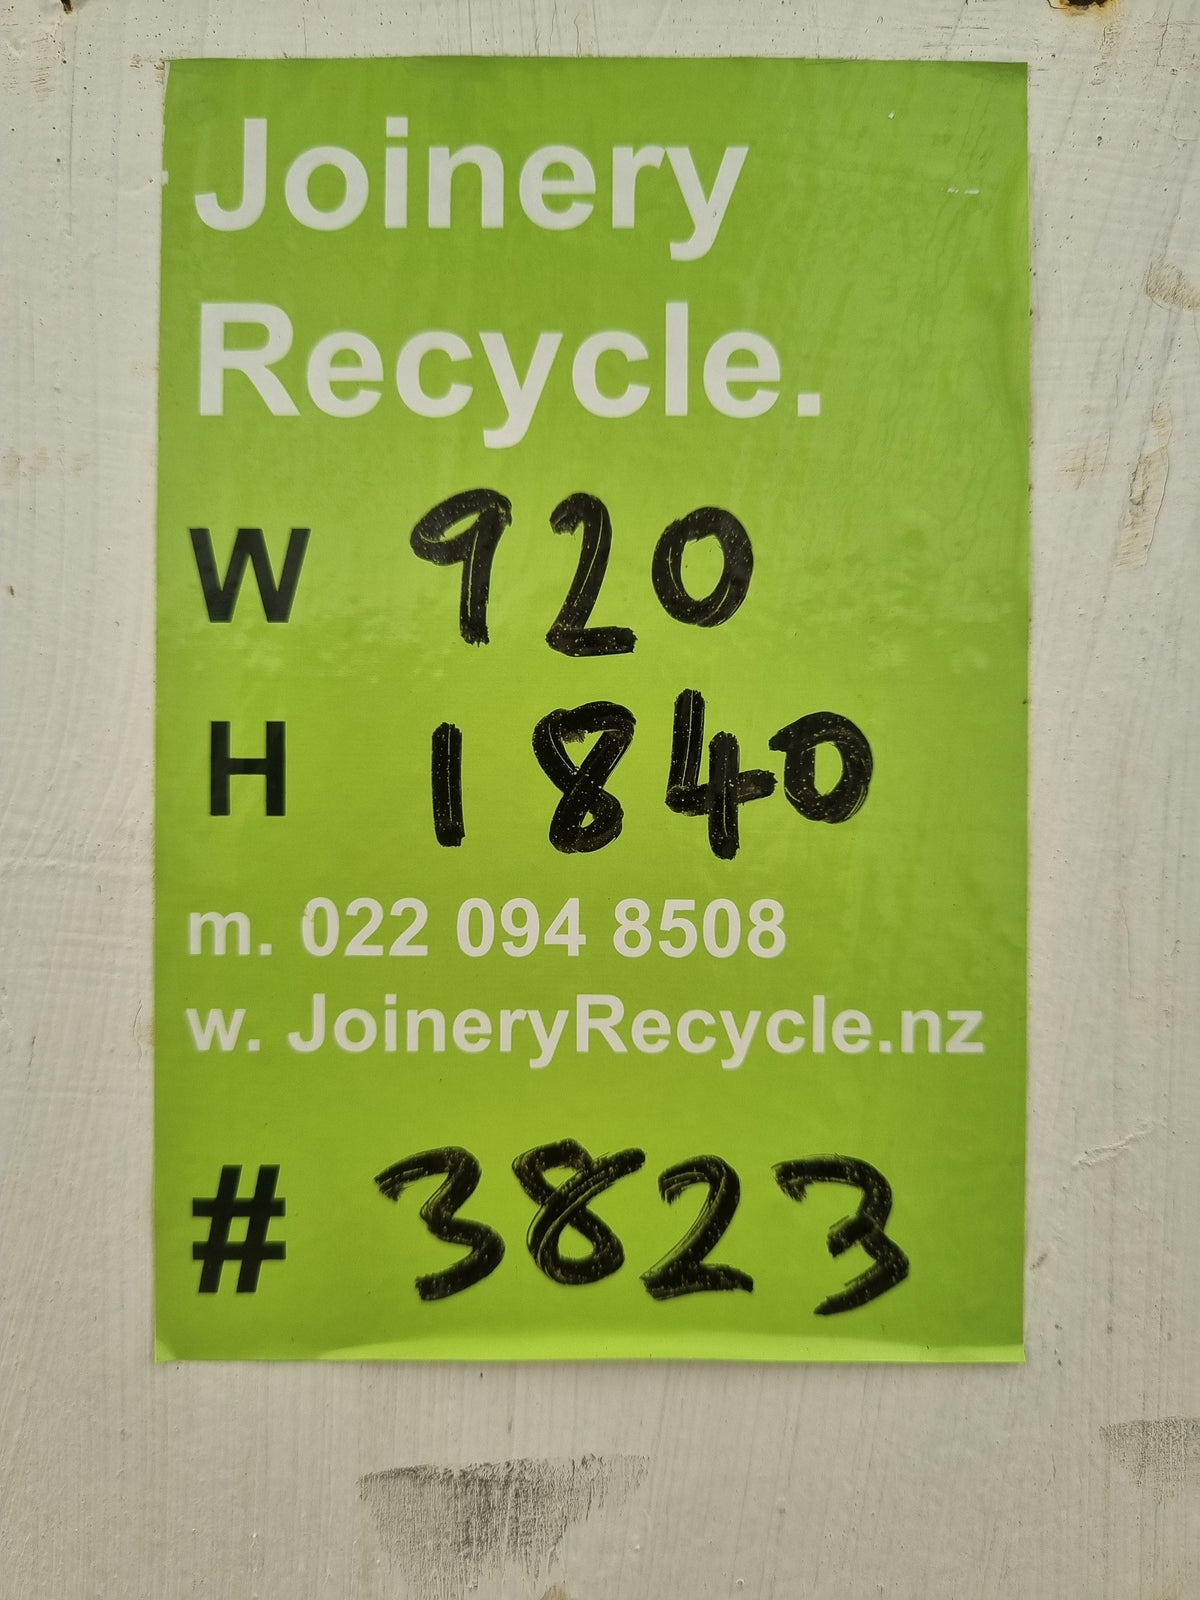 Joinery
Recycle.
W 920
H 1840
m. 022 094 8508
w. JoineryRecycle.nz
# 3823